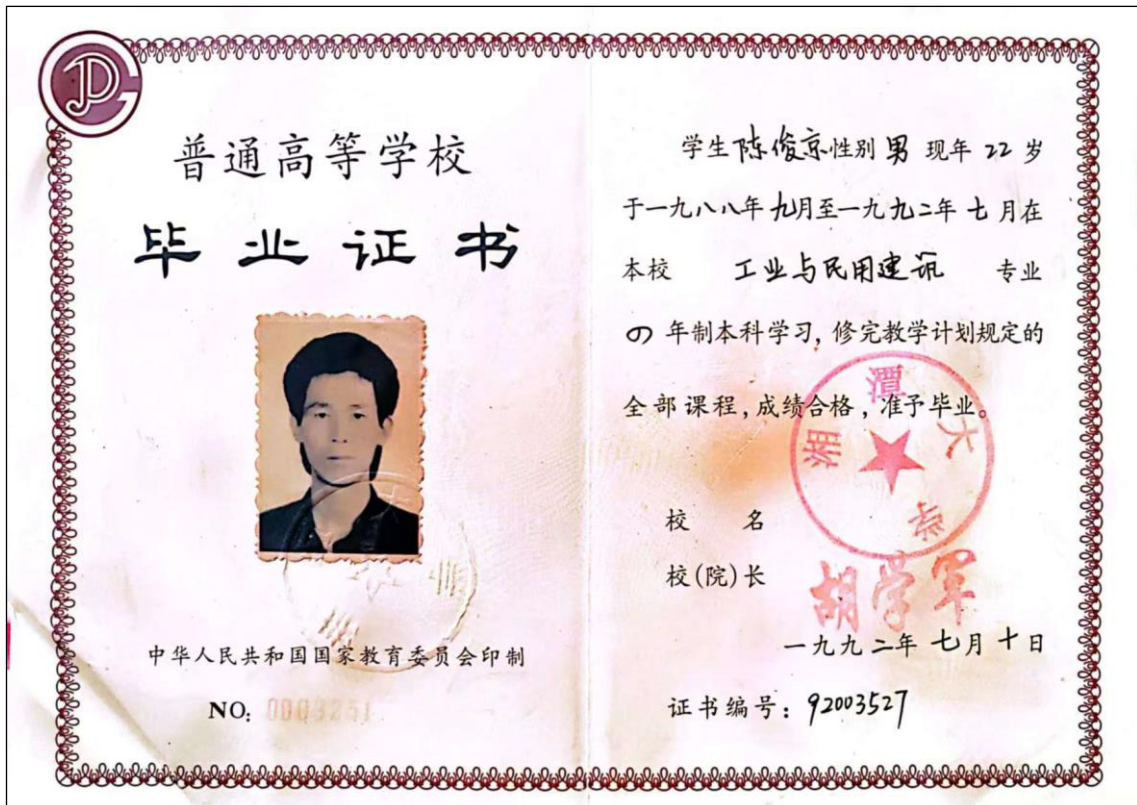 普通高等学校
毕业证书
中华人民共和国国家教育委员会印制
NO: 0003251
学生陈俊京性别男现年22岁
于一九八八年九月至一九九二年七月在
本校 工业与民用建筑 专业
四年制本科学习,修完教学计划规定的
全部课程,成绩合格,准予毕业。
湘潭大学
校名
校(院)长
胡学军
一九九二年七月十日
证书编号:92003527